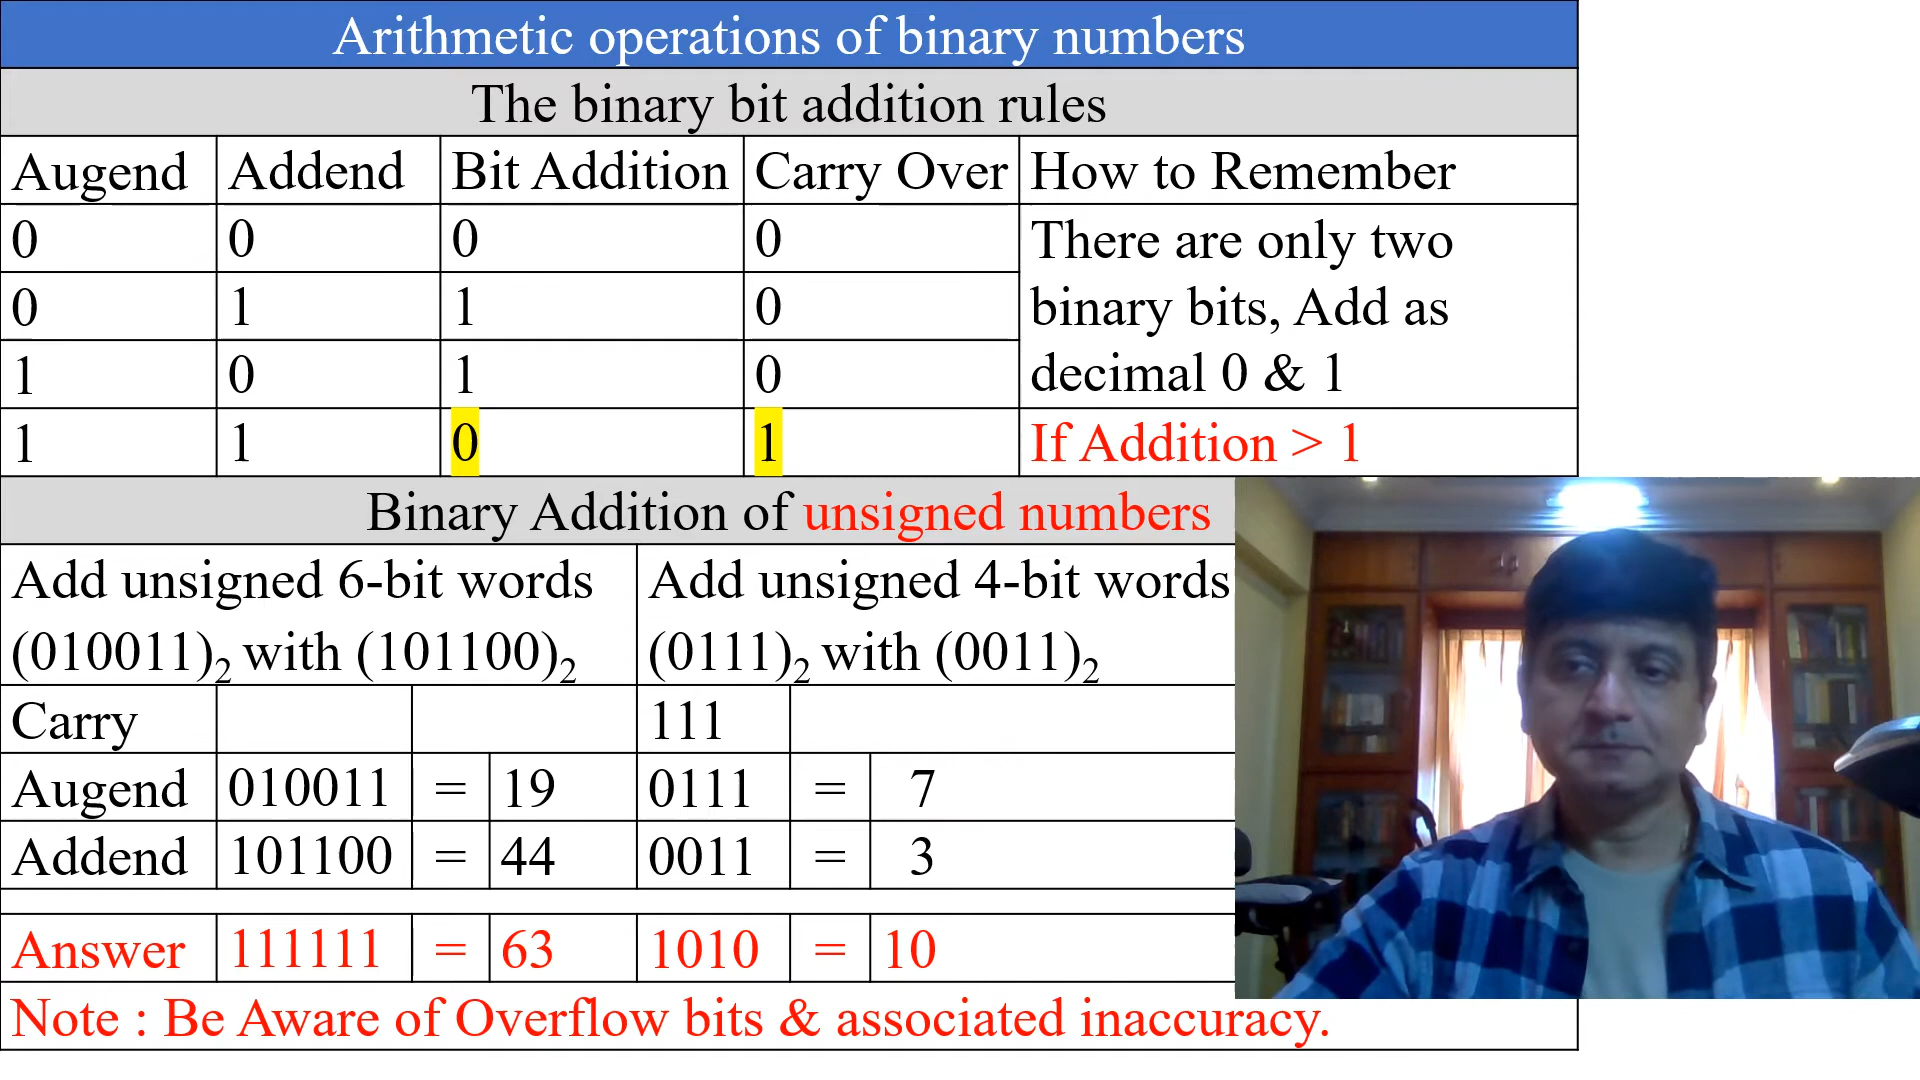 Arithmetic operations of binary numbers
The binary bit addition rules
Augend Addend Bit Addition Carry Over How to Remember
0 0 0 0 There are only two
0 1 1 0 binary bits, Add as
1 0 1 0 decimal 0 & 1
1 1 0 1 If Addition > 1
Binary Addition of unsigned numbers
Add unsigned 6-bit words Add unsigned 4-bit words
(010011)₂ with (101100)₂ (0111)₂ with (0011)₂
Carry 111
Augend 010011 = 19 0111 = 7
Addend 101100 = 44 0011 = 3
Answer 111111 = 63 1010 = 10
Note : Be Aware of Overflow bits & associated inaccuracy.